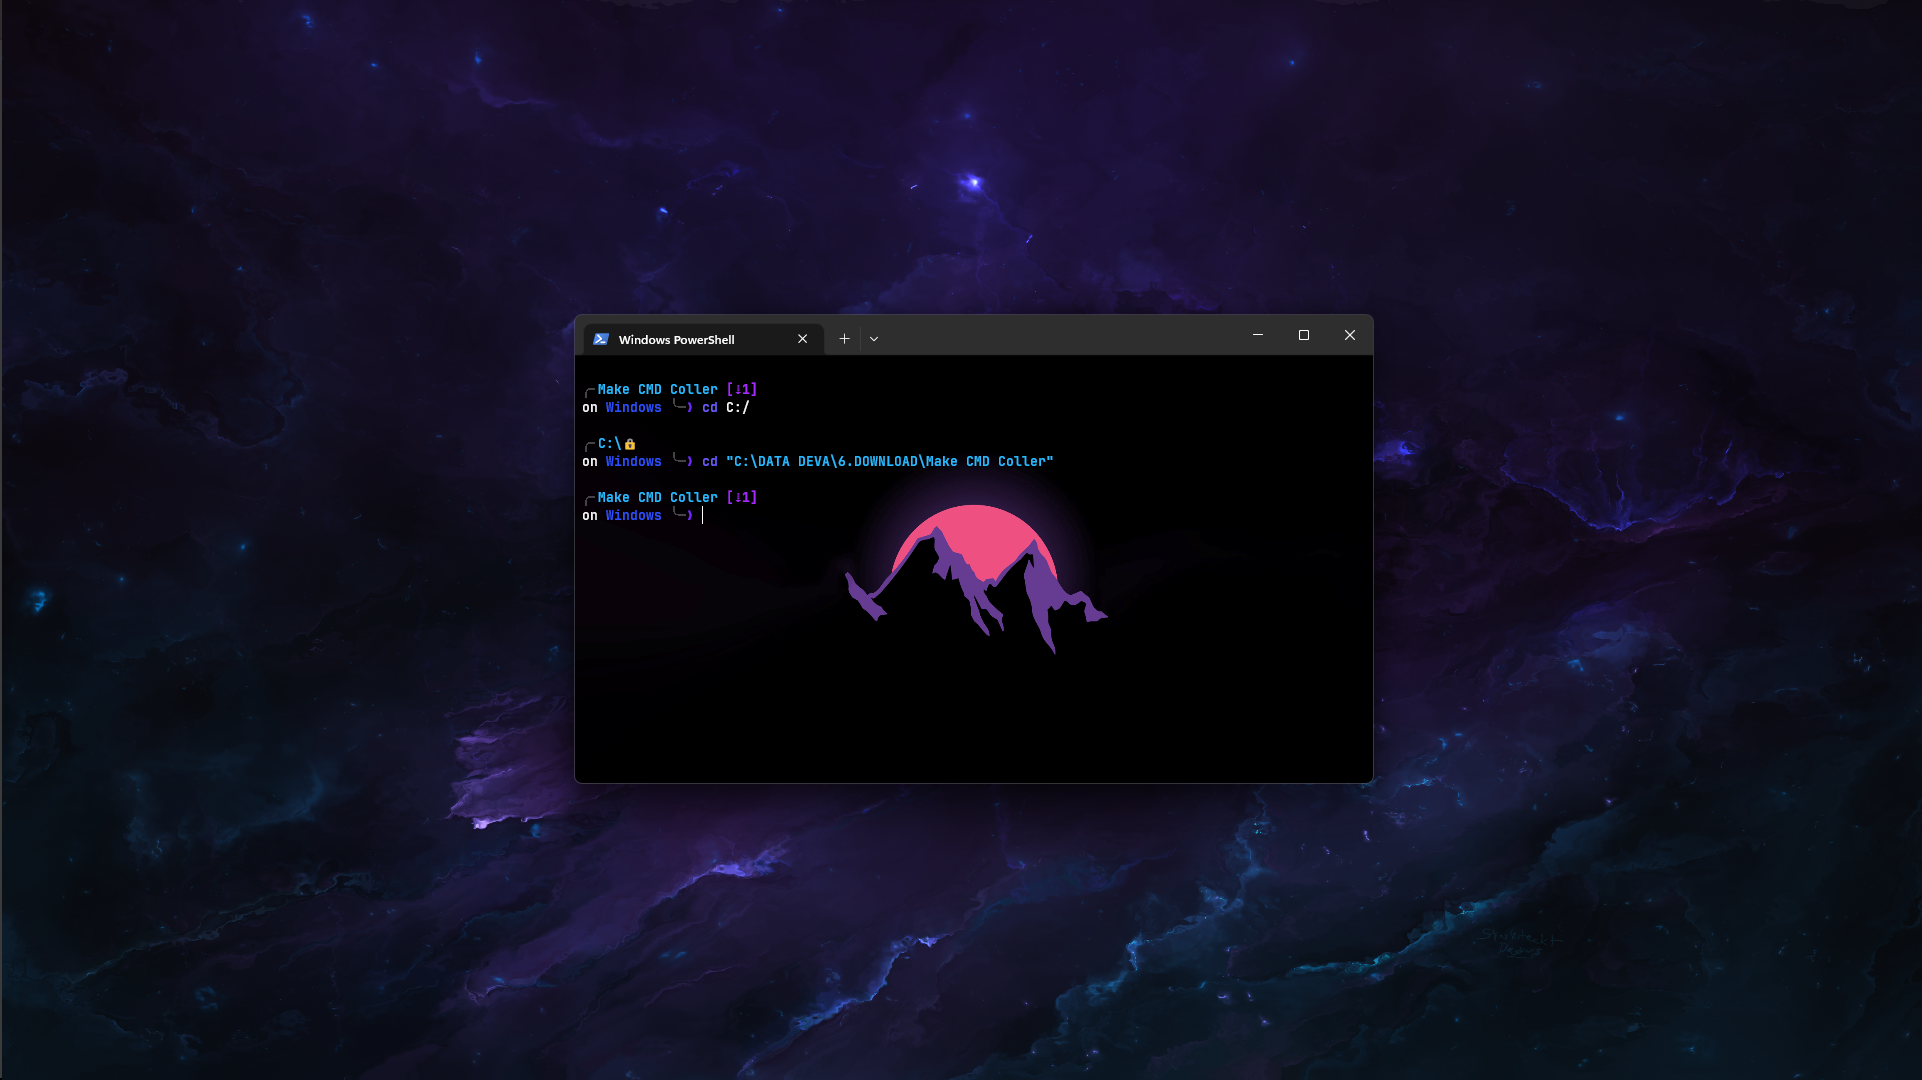 Windows PowerShell
╭─Make CMD Coller [↓1]
on Windows ╰─❯ cd C:/
╭─C:\🔒
on Windows ╰─❯ cd "C:\DATA DEVA\6.DOWNLOAD\Make CMD Coller"
╭─Make CMD Coller [↓1]
on Windows ╰─❯